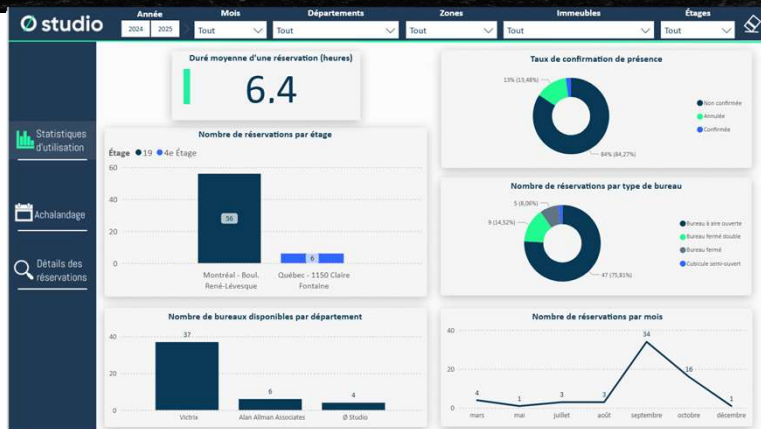 Ø studio
Année
2024 2025
Mois
Tout
Départements
Tout
Zones
Tout
Immeubles
Tout
Étages
Tout
Statistiques
d'utilisation
Achalandage
Détails des
réservations
Duré moyenne d'une réservation (heures)
6.4
Taux de confirmation de présence
13% (13,48%)
84% (84,27%)
Non confirmée
Annulée
Confirmée
Nombre de réservations par étage
Étage 19 4e Étage
60
40
20
0
56
6
Montréal - Boul.
René-Lévesque
Québec - 1150 Claire
Fontaine
Nombre de réservations par type de bureau
5 (8,06%)
9 (14,52%)
47 (75,81%)
Bureau à aire ouverte
Bureau fermé double
Bureau fermé
Cubicule semi-ouvert
Nombre de bureaux disponibles par département
40
20
0
37
6
4
Victrix
Alan Allman Associates
Ø Studio
Nombre de réservations par mois
40
20
0
4
1
3
3
34
16
1
mars
mai
juillet
août
septembre
octobre
décembre